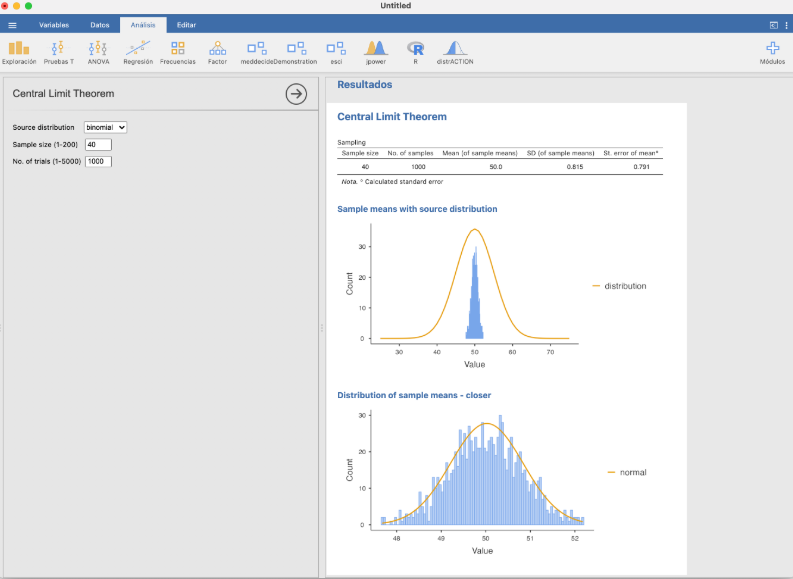 Untitled
Variables Datos Análisis Editar
Exploración Pruebas T ANOVA Regresión Frecuencias Factor meddecide Demonstration esci jpower R distrACTION Módulos
Central Limit Theorem
Source distribution binomial
Sample size (1-200) 40
No. of trials (1-5000) 1000
Resultados
Central Limit Theorem
Sampling
Sample size No. of samples Mean (of sample means) SD (of sample means) St. error of mean*
40 1000 50.0 0.815 0.791
Nota. * Calculated standard error
Sample means with source distribution
30
20
10
0
Count
30 40 50 60 70
Value
distribution
Distribution of sample means - closer
30
20
10
0
Count
48 49 50 51 52
Value
normal